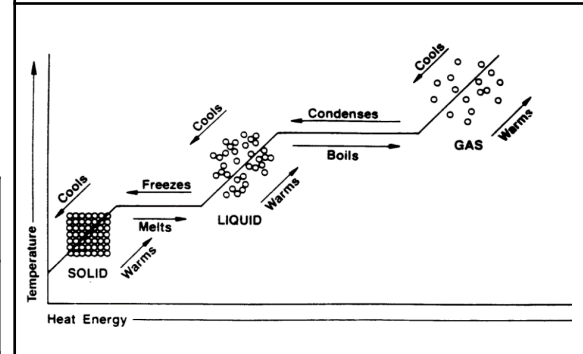 Cools
Condenses
Boils
GAS
Warms
Cools
Freezes
Melts
LIQUID
Warms
Cools
SOLID
Warms
Temperature
Heat Energy